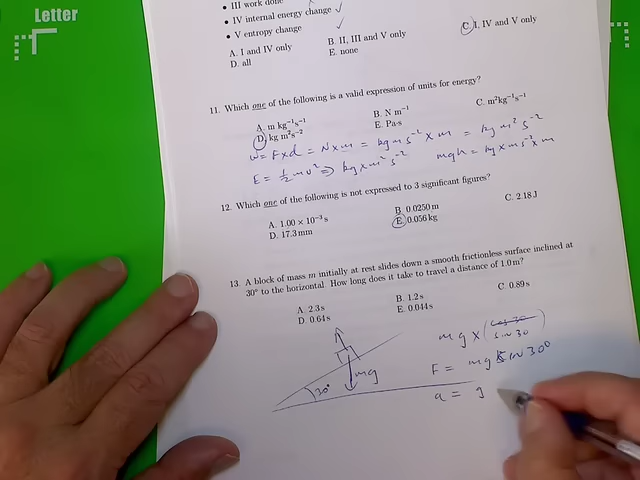 Letter
• III work done
• IV internal energy change ✓
• V entropy change ✓
A. I and IV only
B. II, III and V only
C. I, IV and V only
D. all
E. none
11. Which one of the following is a valid expression of units for energy?
A. m kg⁻¹s⁻¹
B. N m⁻¹
C. m²kg⁻¹s⁻¹
D. kg m²s⁻²
E. Pa·s
W = F x d = N x m = kg m s⁻² x m = kg m² s⁻²
E = ½mv² ⇒ kg x m² s⁻² mgh = kg x m s⁻² x m
12. Which one of the following is not expressed to 3 significant figures?
A. 1.00 × 10⁻³ s
B. 0.0250 m
C. 2.18 J
D. 17.3 mm
E. 0.056 kg
13. A block of mass m initially at rest slides down a smooth frictionless surface inclined at
30° to the horizontal. How long does it take to travel a distance of 1.0 m?
A. 2.3 s
B. 1.2 s
C. 0.89 s
D. 0.64 s
E. 0.044 s
mg x (cos 30
sin 30)
F = mg sin 30°
a = g
mg
30°